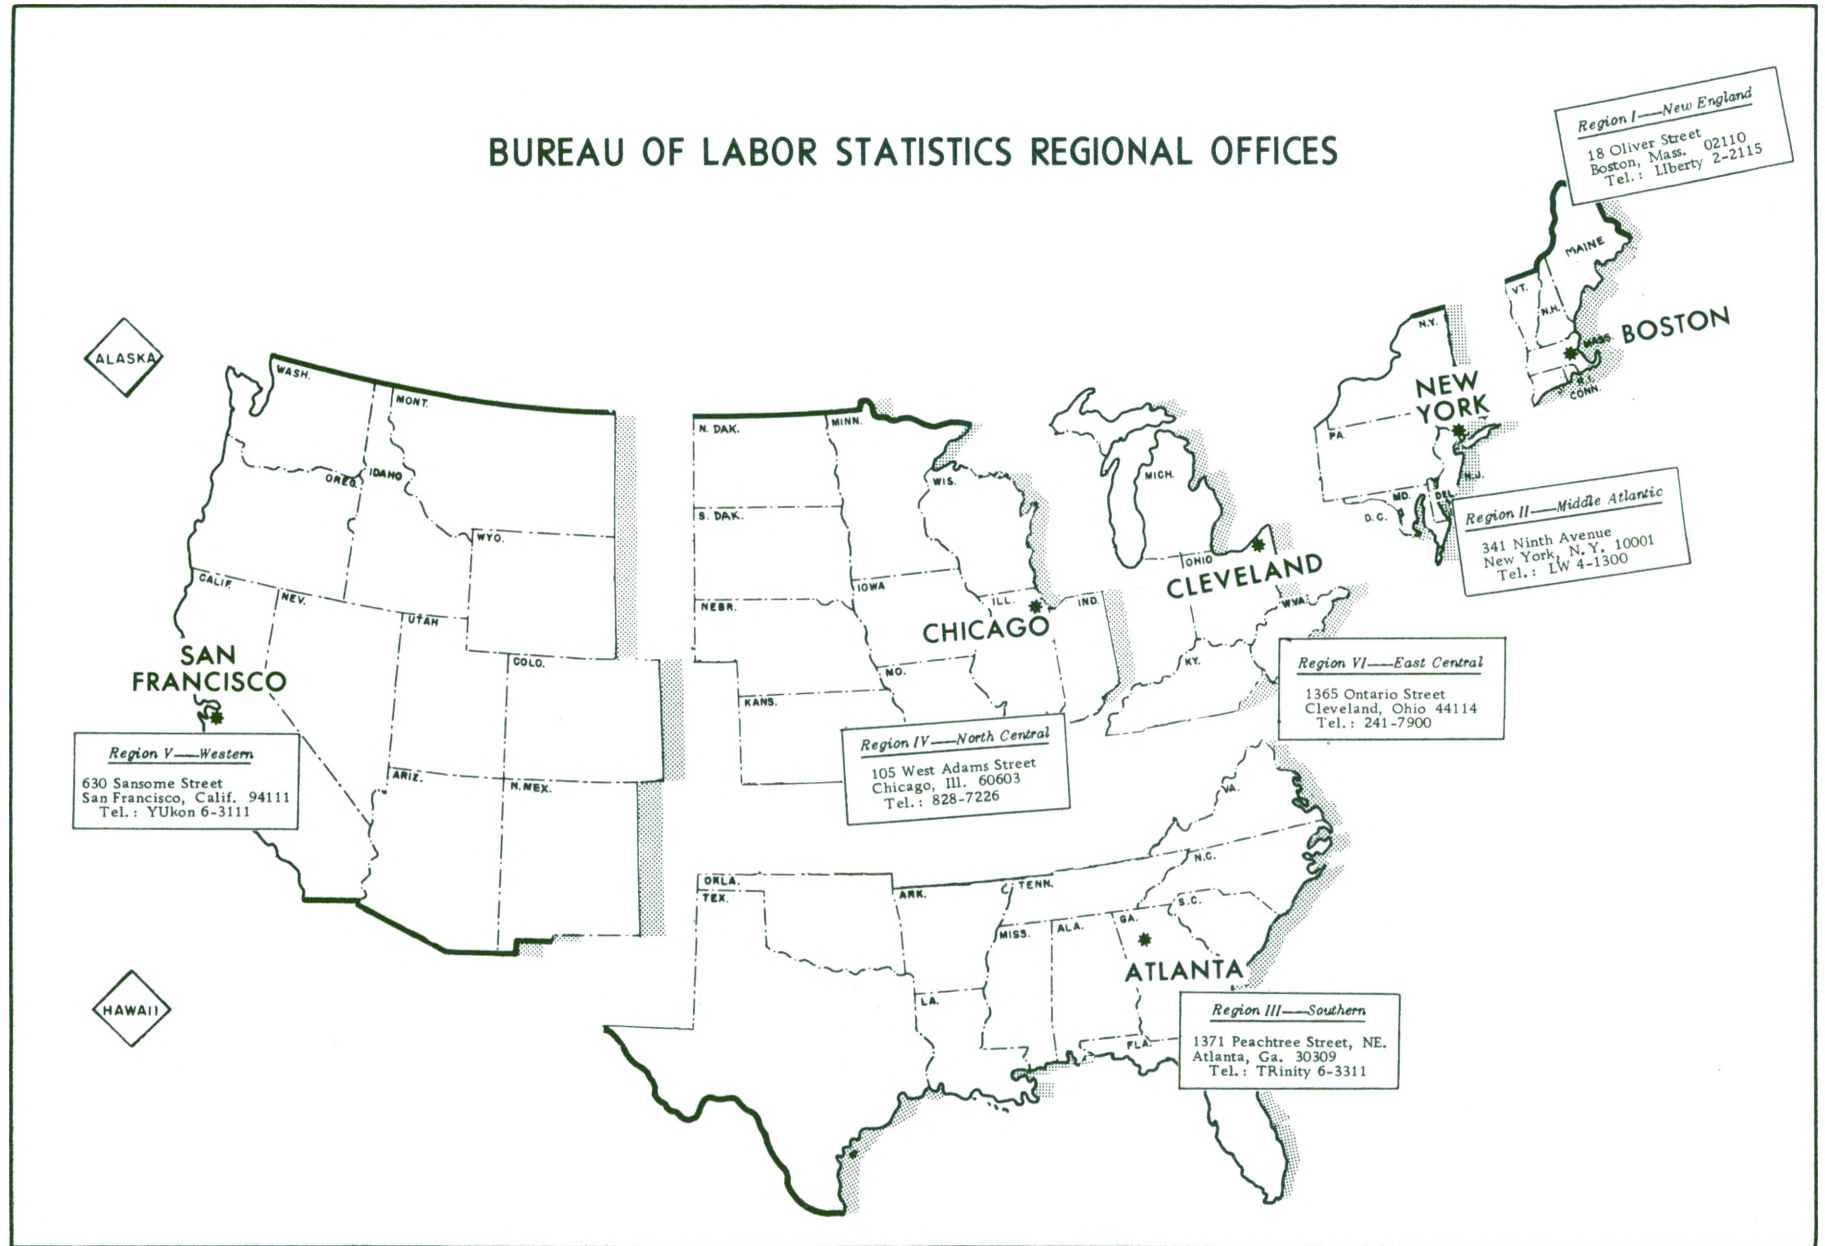 BUREAU OF LABOR STATISTICS REGIONAL OFFICES
Region I—New England
18 Oliver Street
Boston, Mass. 02110
Tel.: LIberty 2-2115
MAINE
VT.
N.H.
MASS.
BOSTON
R.I.
CONN.
N.Y.
NEW
YORK
PA.
N.J.
MD.
DEL.
D.C.
Region II—Middle Atlantic
341 Ninth Avenue
New York, N.Y. 10001
Tel.: LW 4-1300
ALASKA
WASH.
MONT.
OREG.
IDAHO
WYO.
CALIF.
NEV.
UTAH
COLO.
SAN
FRANCISCO
ARIZ.
N. MEX.
Region V—Western
630 Sansome Street
San Francisco, Calif. 94111
Tel.: YUkon 6-3111
HAWAII
N. DAK.
MINN.
S. DAK.
WIS.
NEBR.
IOWA
ILL.
IND.
CHICAGO
KANS.
MO.
Region IV—North Central
105 West Adams Street
Chicago, Ill. 60603
Tel.: 828-7226
MICH.
OHIO
CLEVELAND
W.VA.
KY.
Region VI—East Central
1365 Ontario Street
Cleveland, Ohio 44114
Tel.: 241-7900
VA.
N.C.
OKLA.
TEX.
ARK.
TENN.
S.C.
MISS.
ALA.
GA.
ATLANTA
LA.
FLA.
Region III—Southern
1371 Peachtree Street, NE.
Atlanta, Ga. 30309
Tel.: TRinity 6-3311